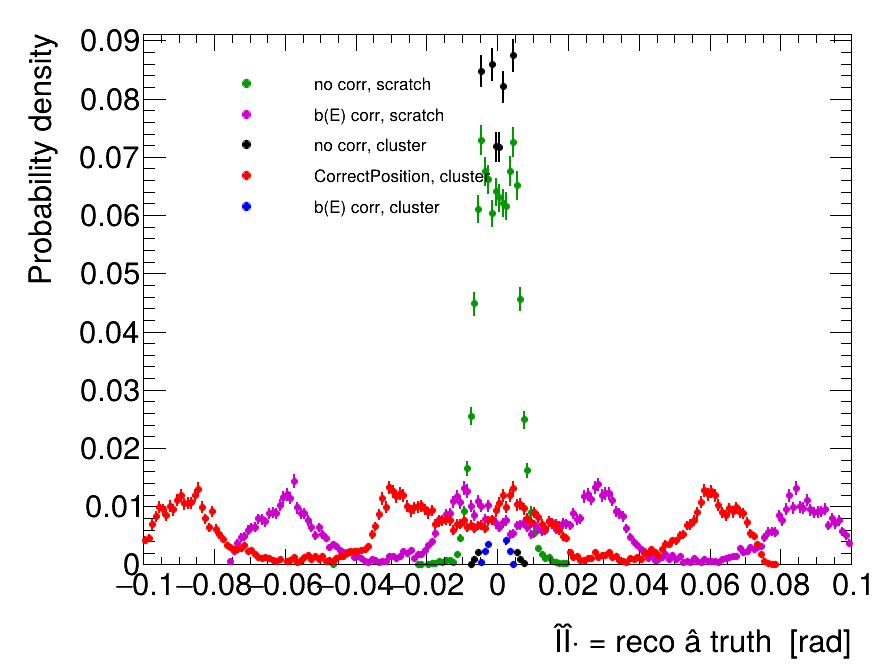 Probability density
0.09
0.08
0.07
0.06
0.05
0.04
0.03
0.02
0.01
0
no corr, scratch
b(E) corr, scratch
no corr, cluster
CorrectPosition, cluster
b(E) corr, cluster
−0.1 −0.08 −0.06 −0.04 −0.02 0 0.02 0.04 0.06 0.08 0.1
ÎÎ· = reco â truth [rad]